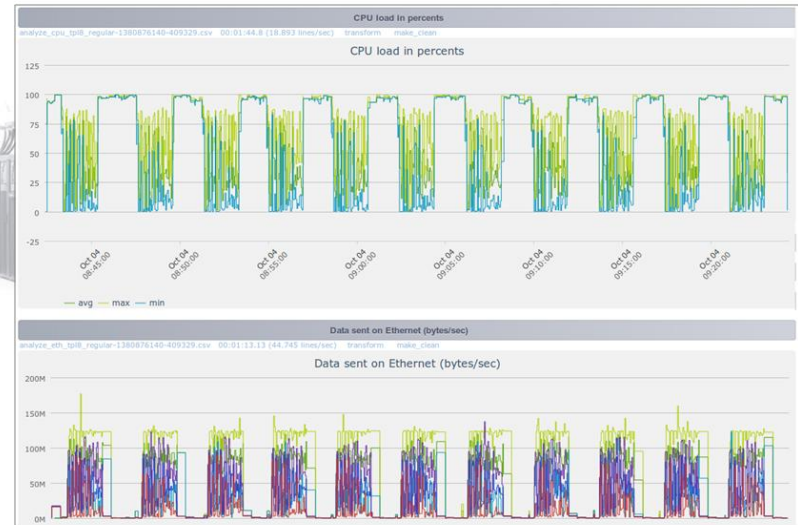 CPU load in percents
analyze_cpu_tpl8_regular-1380876140-409329.csv 00:01:44.8 (18.893 lines/sec) transform make_clean
CPU load in percents
125
100
75
50
25
0
-25
Oct 04 08:45:00
Oct 04 08:50:00
Oct 04 08:55:00
Oct 04 09:00:00
Oct 04 09:05:00
Oct 04 09:10:00
Oct 04 09:15:00
Oct 04 09:20:00
avg max min
Data sent on Ethernet (bytes/sec)
analyze_eth_tpl8_regular-1380876140-409329.csv 00:01:13.13 (44.745 lines/sec) transform make_clean
Data sent on Ethernet (bytes/sec)
200M
150M
100M
50M
0M